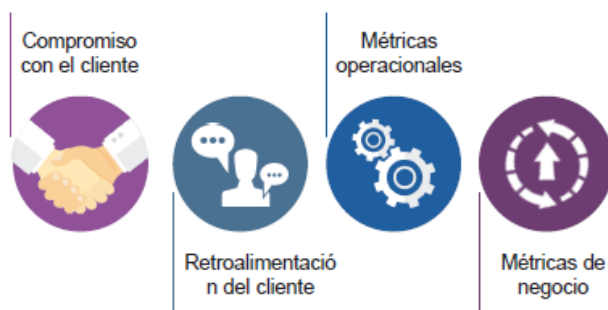 Compromiso
con el cliente
Métricas
operacionales
Retroalimentació
n del cliente
Métricas de
negocio